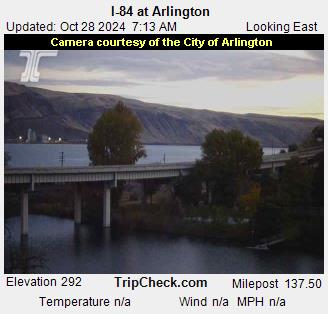 I-84 at Arlington
Updated: Oct 28 2024 7:13 AM Looking East
Camera courtesy of the City of Arlington
Elevation 292 TripCheck.com Milepost 137.50
Temperature n/a Wind n/a MPH n/a